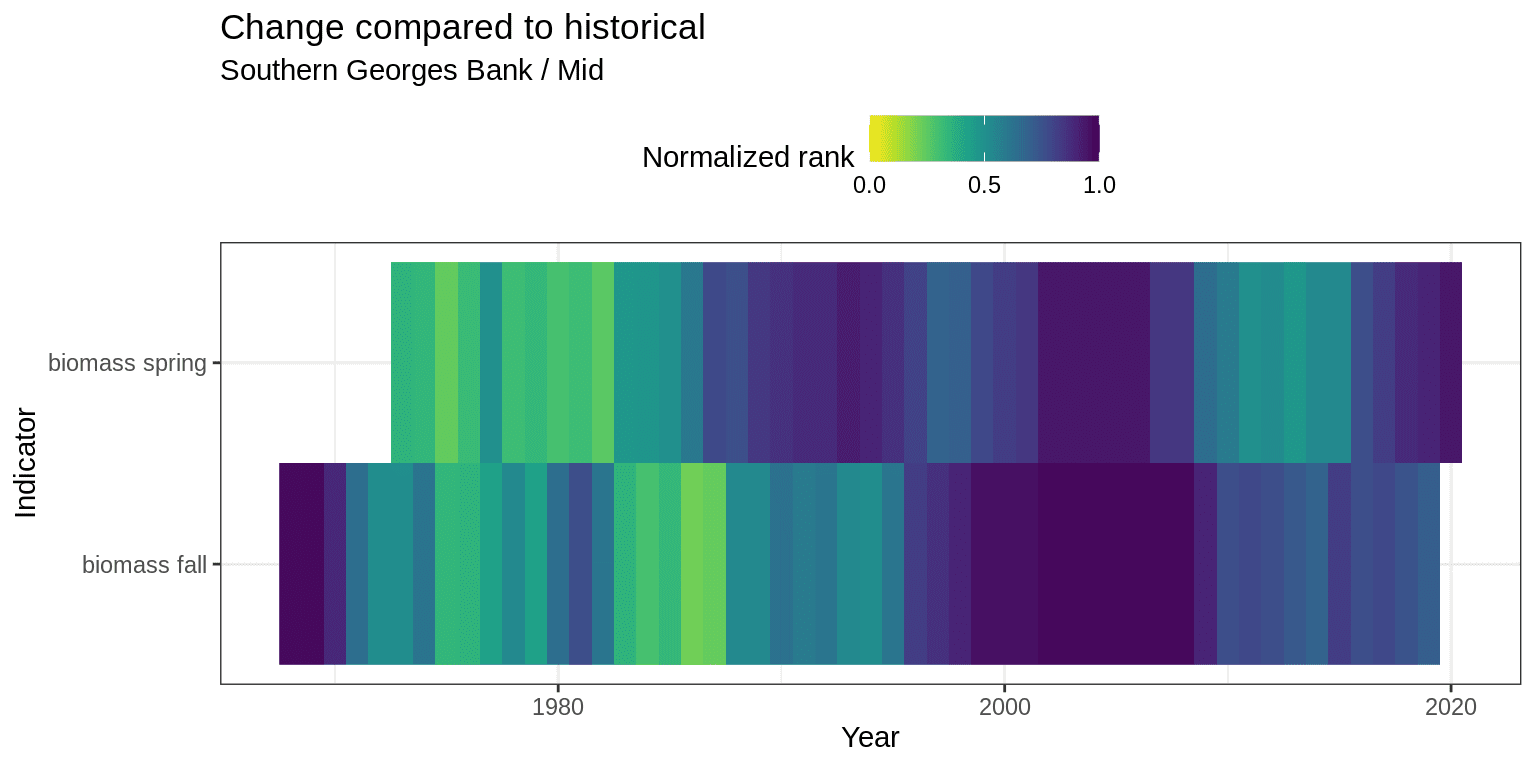 Change compared to historical
Southern Georges Bank / Mid
Normalized rank
0.0 0.5 1.0
biomass spring
biomass fall
Indicator
1980 2000 2020
Year